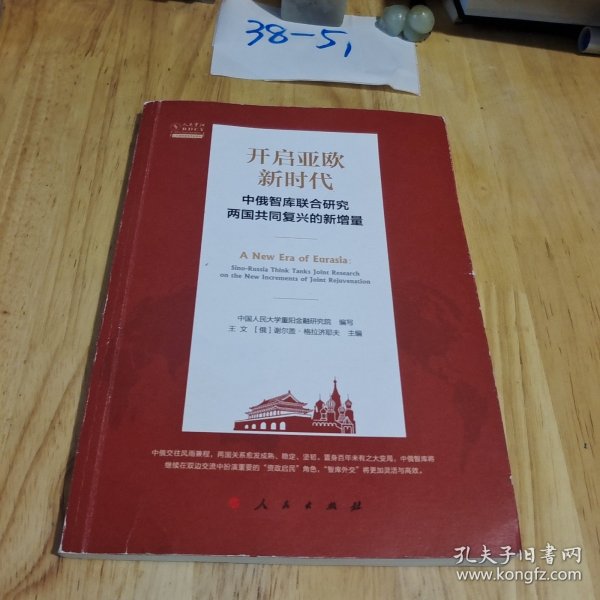 38-5,
开启亚欧
新时代
中俄智库联合研究
两国共同复兴的新增量
A New Era of Eurasia:
Sino-Russia Think Tanks Joint Research
on the New Increments of Joint Rejuvenation
中国人民大学重阳金融研究院 编写
王文 [俄]谢尔盖·格拉济耶夫 主编
中俄交往风雨兼程，两国关系愈发成熟、稳定、坚韧。置身百年未有之大变局，中俄智库将
继续在双边交流中扮演重要的“资政启民”角色，“智库外交”将更加灵活与高效。
人民出版社
孔夫子旧书网
www.kongfz.com